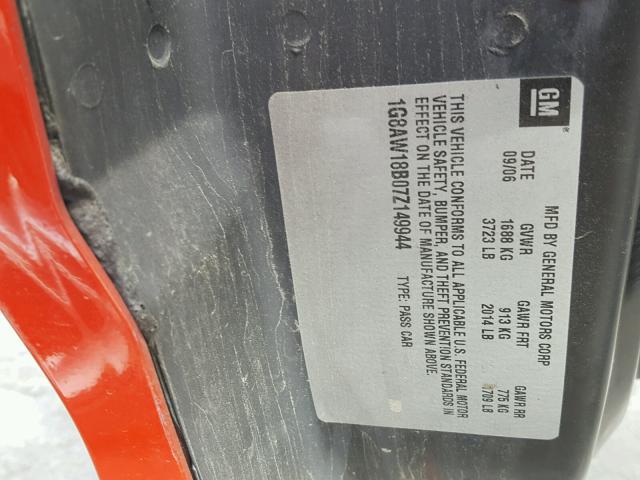 GM
MFD BY GENERAL MOTORS CORP
DATE GVWR GAWR FRT GAWR RR
09/06 1688 KG 913 KG 775 KG
3723 LB 2014 LB 1709 LB
THIS VEHICLE CONFORMS TO ALL APPLICABLE U.S. FEDERAL MOTOR
VEHICLE SAFETY, BUMPER, AND THEFT PREVENTION STANDARDS IN
EFFECT ON THE DATE OF MANUFACTURE SHOWN ABOVE.
1G8AW18B07Z149944 TYPE: PASS CAR